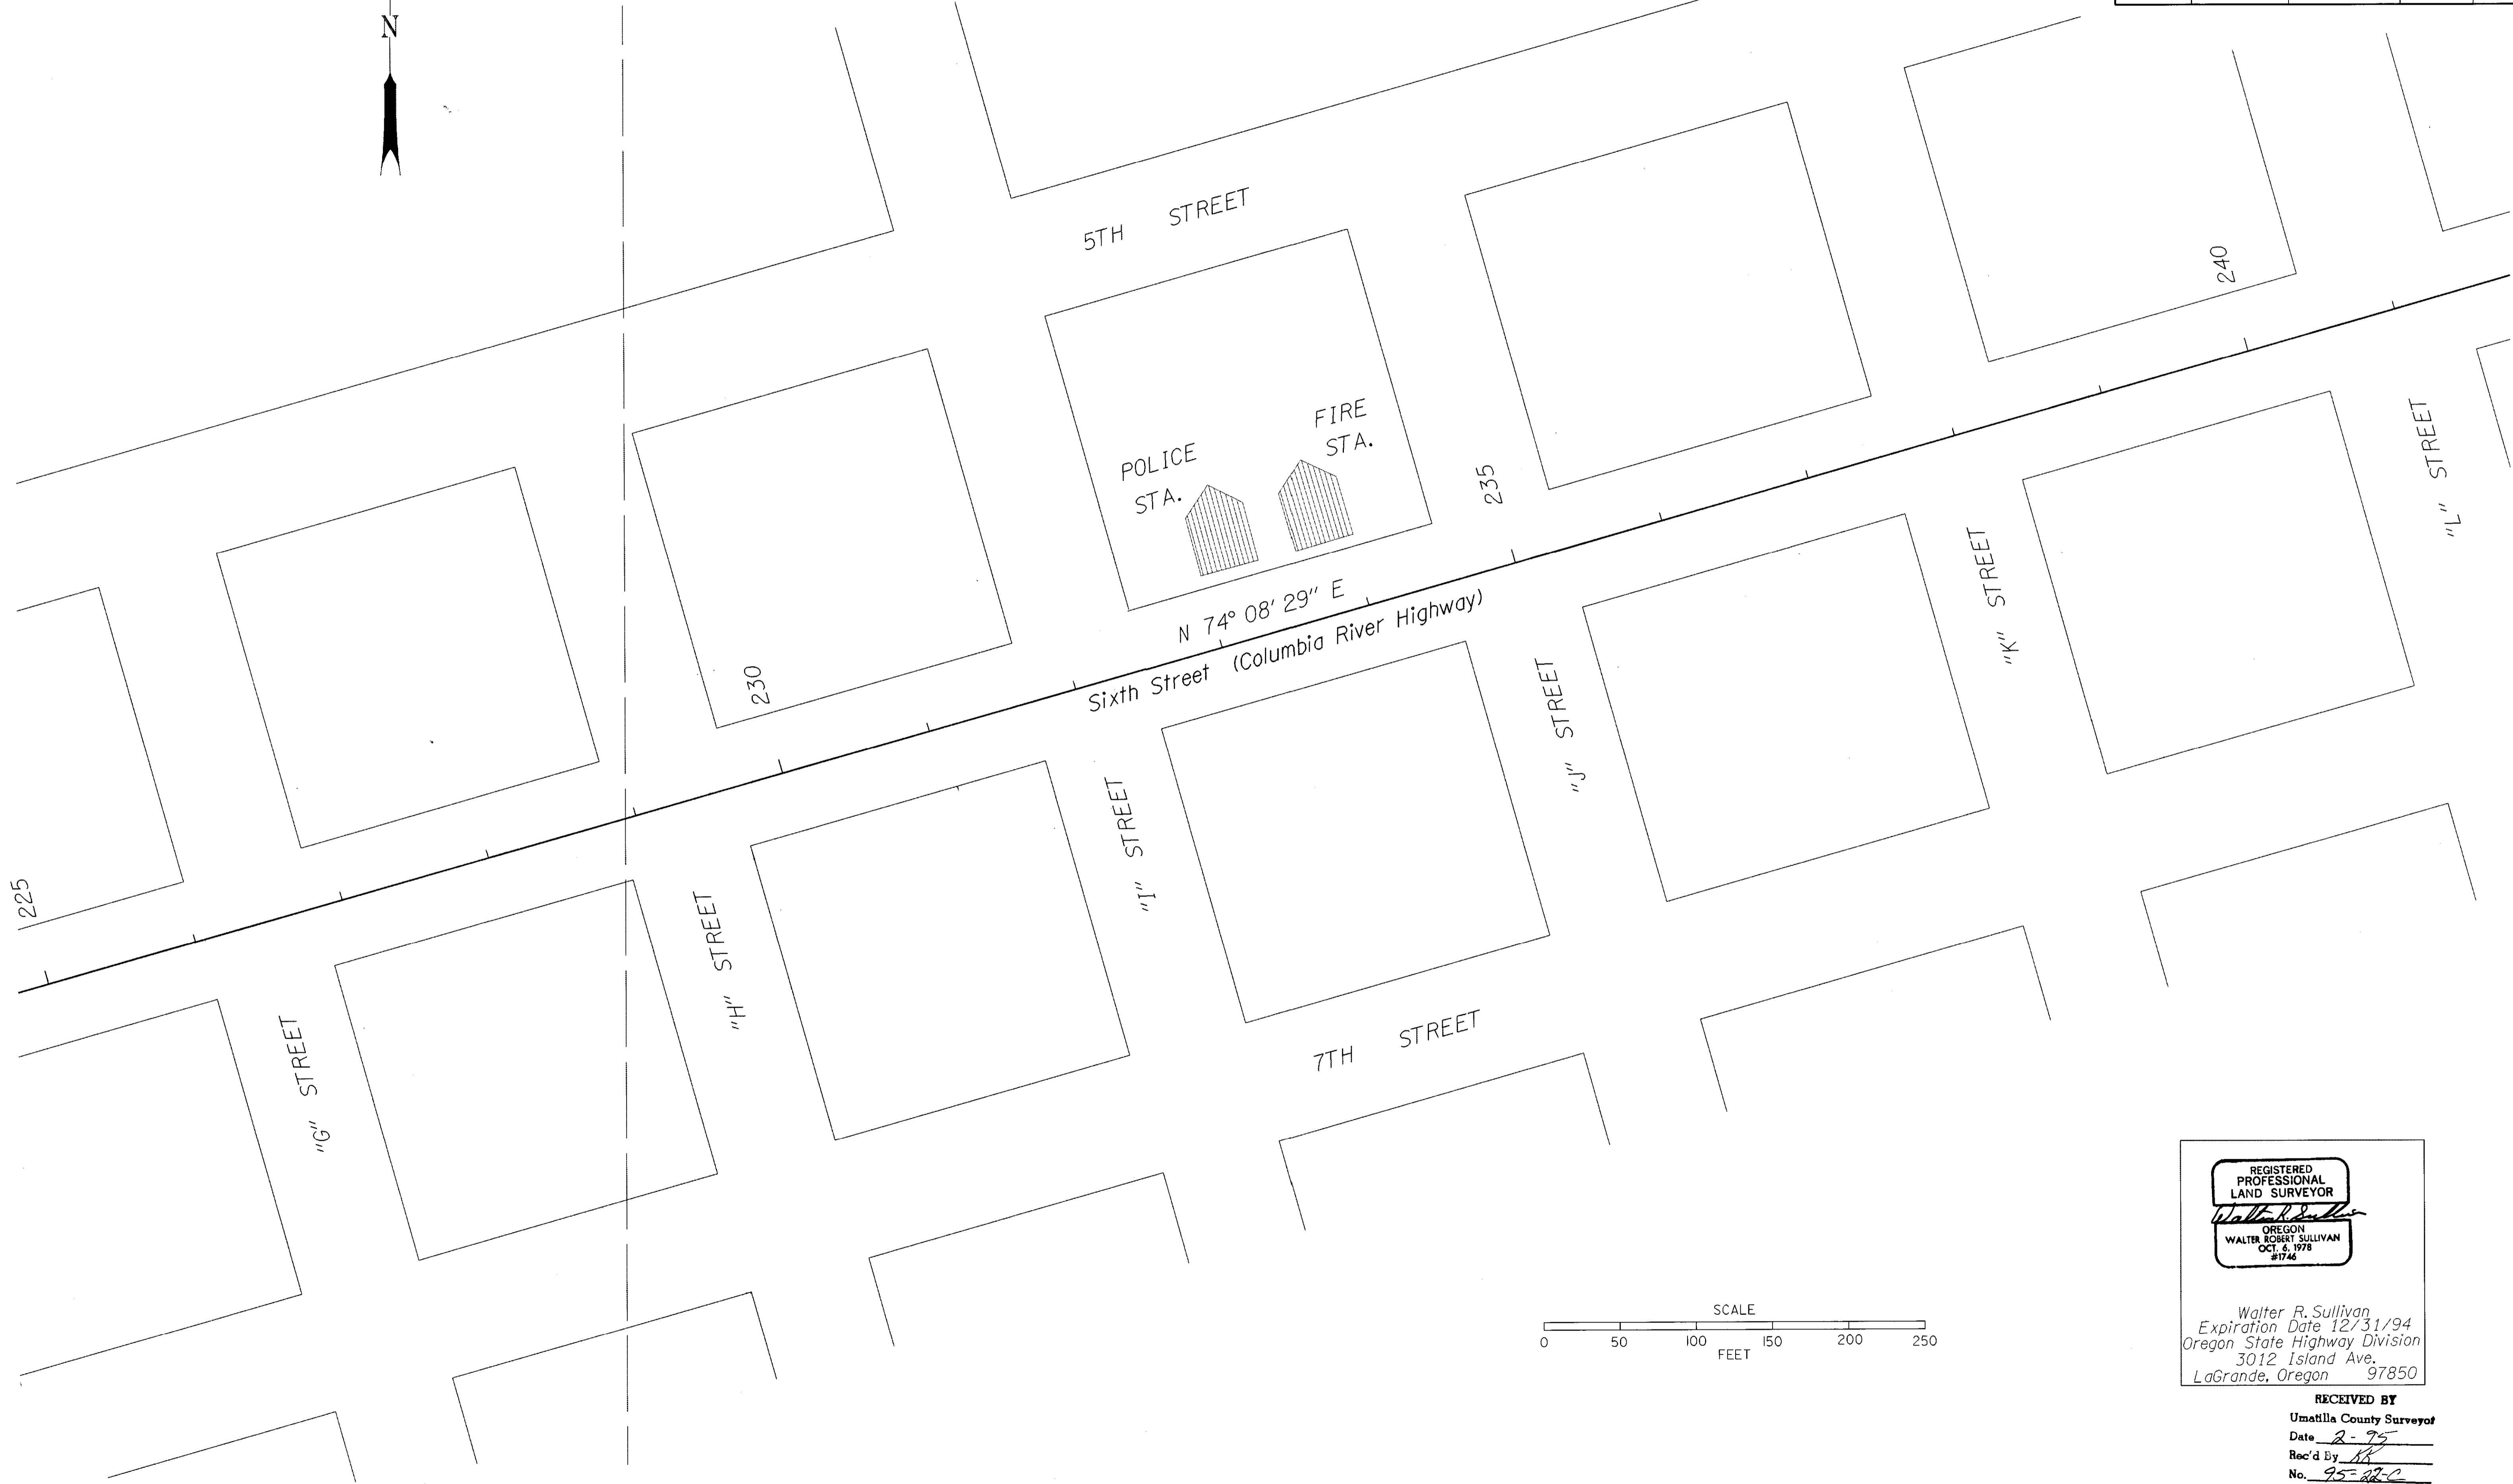 N
5TH STREET
240
FIRE
STA.
POLICE
STA.
235
"L" STREET
N 74° 08' 29" E
Sixth Street (Columbia River Highway)
230
"K" STREET
"J" STREET
"I" STREET
225
"H" STREET
"G" STREET
7TH STREET
SCALE
0 50 100 150 200 250
FEET
REGISTERED
PROFESSIONAL
LAND SURVEYOR
Walter R. Sullivan
OREGON
WALTER ROBERT SULLIVAN
OCT. 6, 1978
#1746
Walter R. Sullivan
Expiration Date 12/31/94
Oregon State Highway Division
3012 Island Ave.
LaGrande, Oregon 97850
RECEIVED BY
Umatilla County Surveyor
Date 2-95
Rec'd By KK
No. 95-22-C